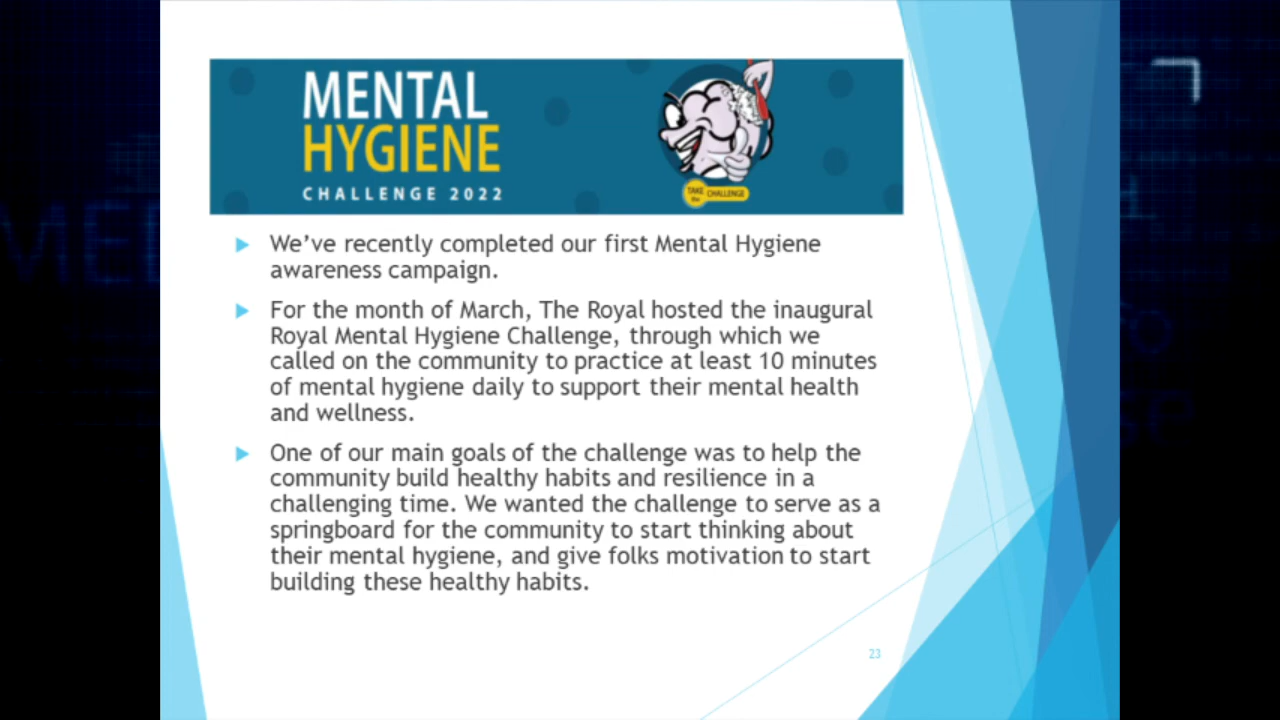 MENTAL
HYGIENE
CHALLENGE 2022
TAKE
the
CHALLENGE
We’ve recently completed our first Mental Hygiene
awareness campaign.
For the month of March, The Royal hosted the inaugural
Royal Mental Hygiene Challenge, through which we
called on the community to practice at least 10 minutes
of mental hygiene daily to support their mental health
and wellness.
One of our main goals of the challenge was to help the
community build healthy habits and resilience in a
challenging time. We wanted the challenge to serve as a
springboard for the community to start thinking about
their mental hygiene, and give folks motivation to start
building these healthy habits.
23